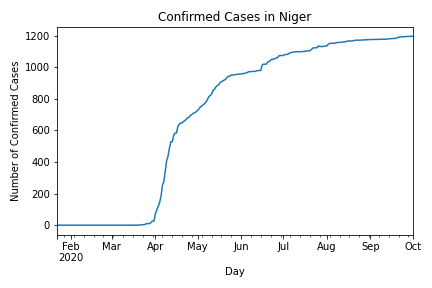 Confirmed Cases in Niger
Number of Confirmed Cases
1200
1000
800
600
400
200
0
Feb Mar Apr May Jun Jul Aug Sep Oct
2020
Day